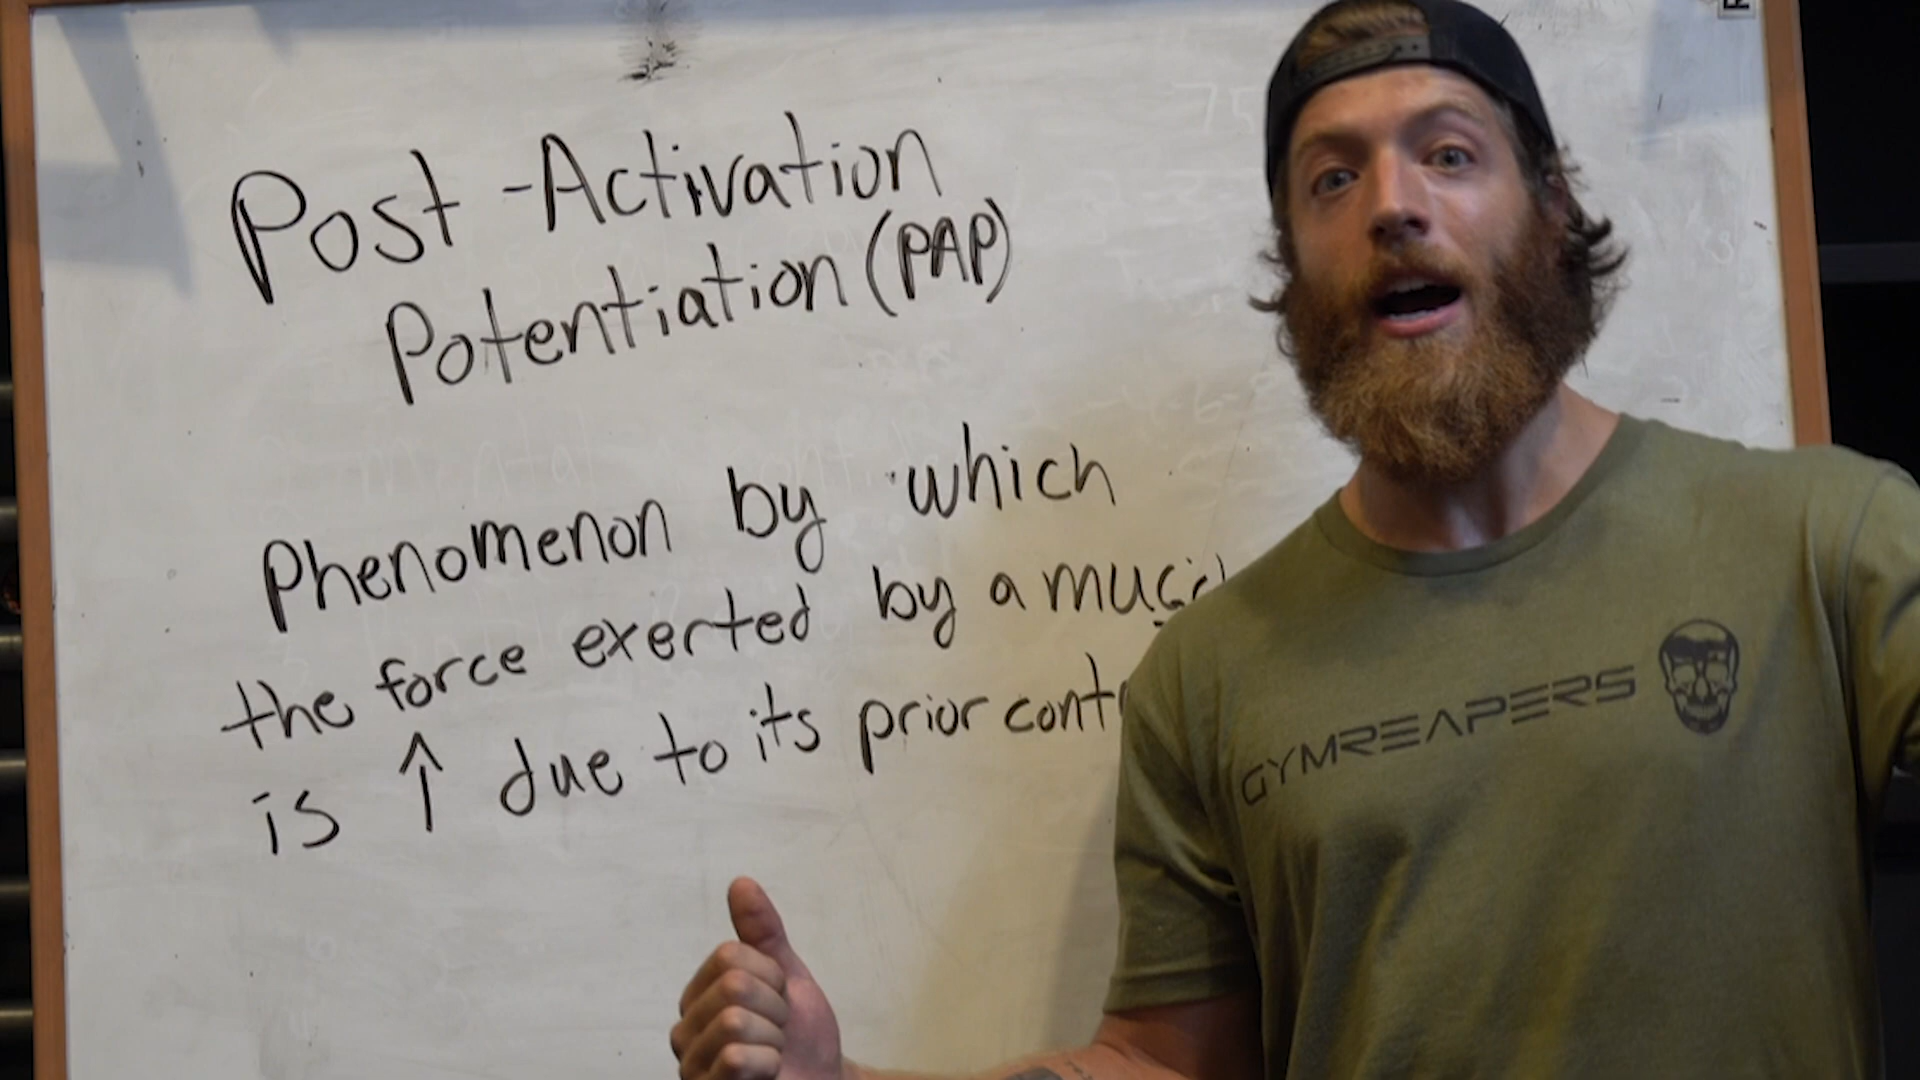 Post-Activation
Potentiation (PAP)
Phenomenon by which
the force exerted by a
is ↑ due to its prior
GYMREAPERS